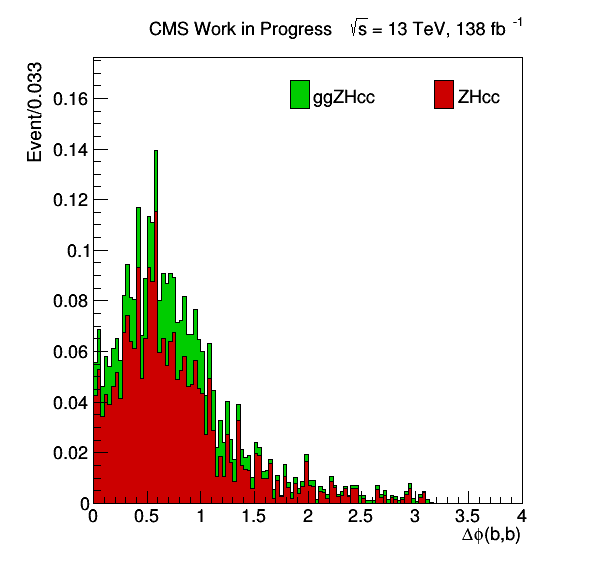 CMS Work in Progress √s = 13 TeV, 138 fb⁻¹
Event/0.033
ggZHcc ZHcc
0.16
0.14
0.12
0.1
0.08
0.06
0.04
0.02
0
0 0.5 1 1.5 2 2.5 3 3.5 4
Δϕ(b,b)